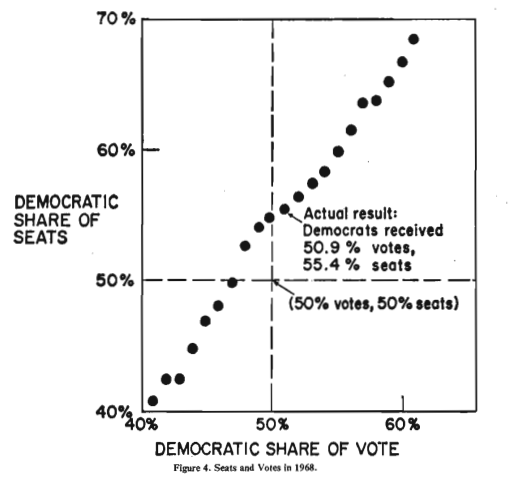 70%
60%
DEMOCRATIC
SHARE OF
SEATS
Actual result:
Democrats received
50.9% votes,
55.4% seats
50%
(50% votes, 50% seats)
40%
40%
50%
60%
DEMOCRATIC SHARE OF VOTE
Figure 4. Seats and Votes in 1968.